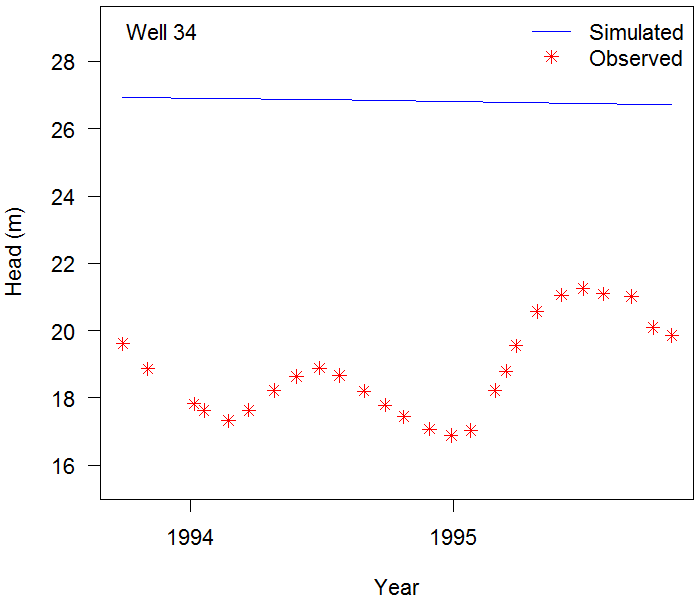 Well 34
Simulated
Observed
28
26
24
22
20
18
16
Head (m)
1994
1995
Year